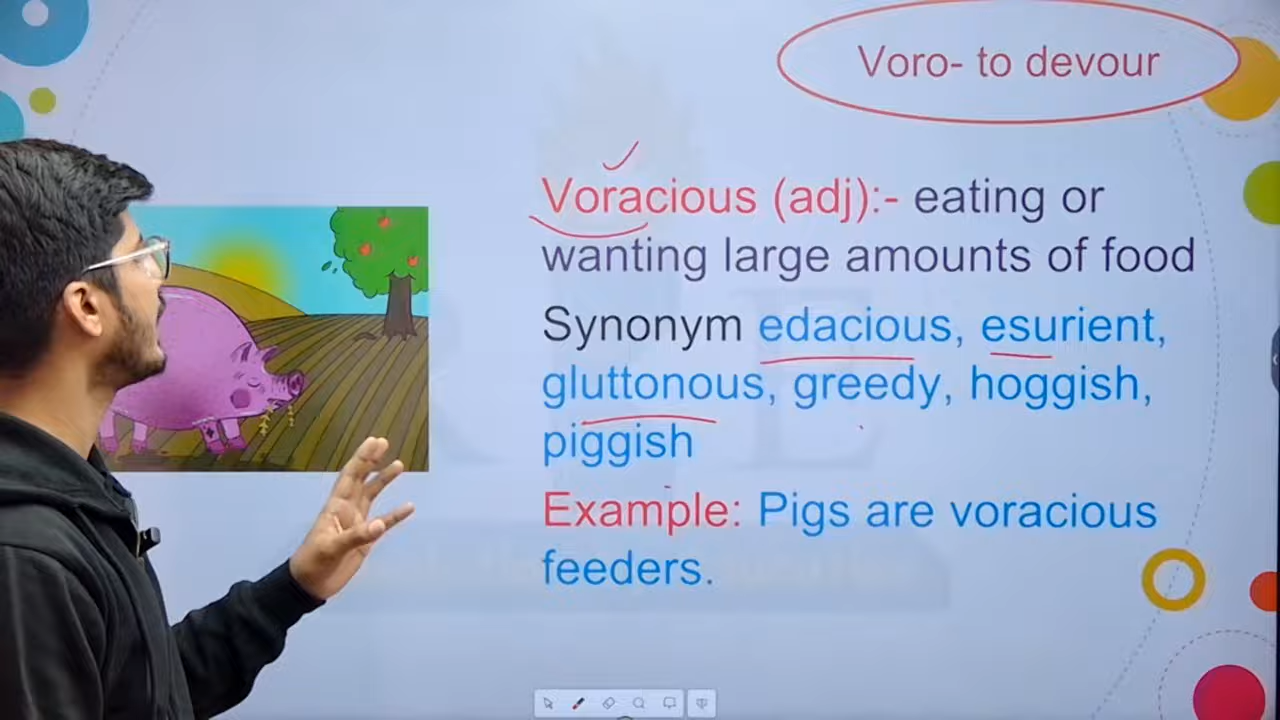 Voro- to devour
Voracious (adj):- eating or
wanting large amounts of food
Synonym edacious, esurient,
gluttonous, greedy, hoggish,
piggish
Example: Pigs are voracious
feeders.